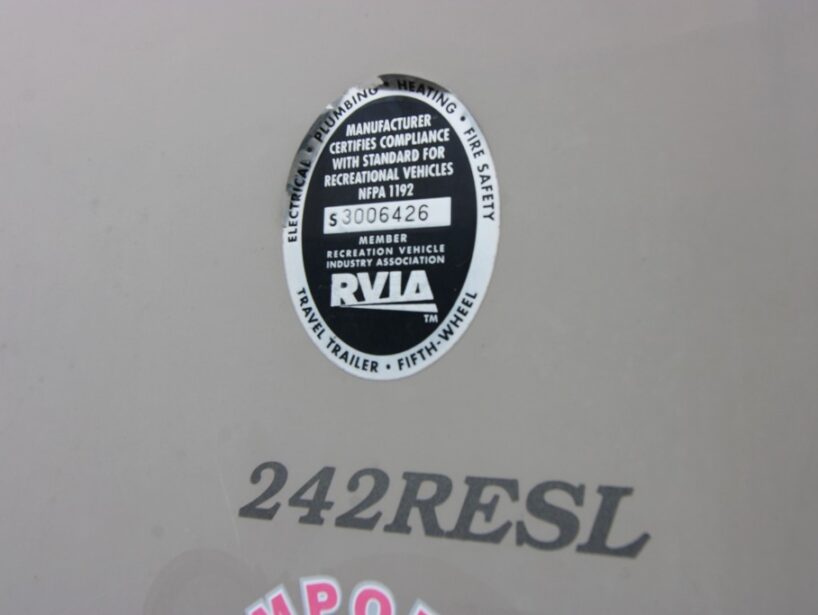 ELECTRICAL • PLUMBING • HEATING • FIRE SAFETY
MANUFACTURER
CERTIFIES COMPLIANCE
WITH STANDARD FOR
RECREATIONAL VEHICLES
NFPA 1192
S3006426
MEMBER
RECREATION VEHICLE
INDUSTRY ASSOCIATION
RVIA
TM
TRAVEL TRAILER • FIFTH-WHEEL
242RESL